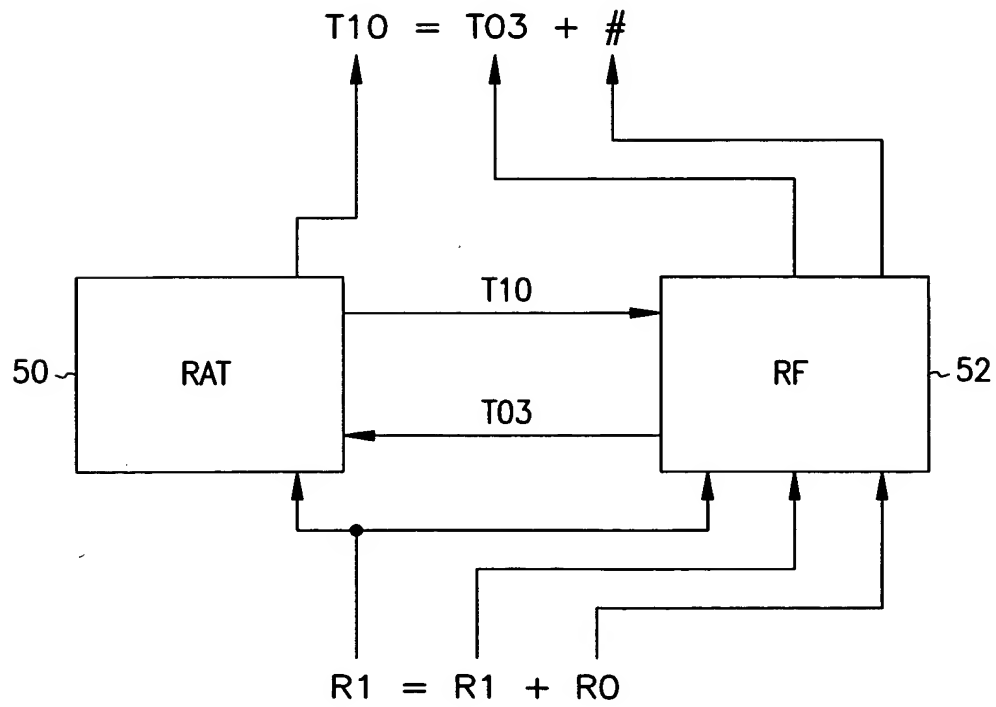 T10 = T03 + #
T10
50 RAT RF 52
T03
R1 = R1 + R0